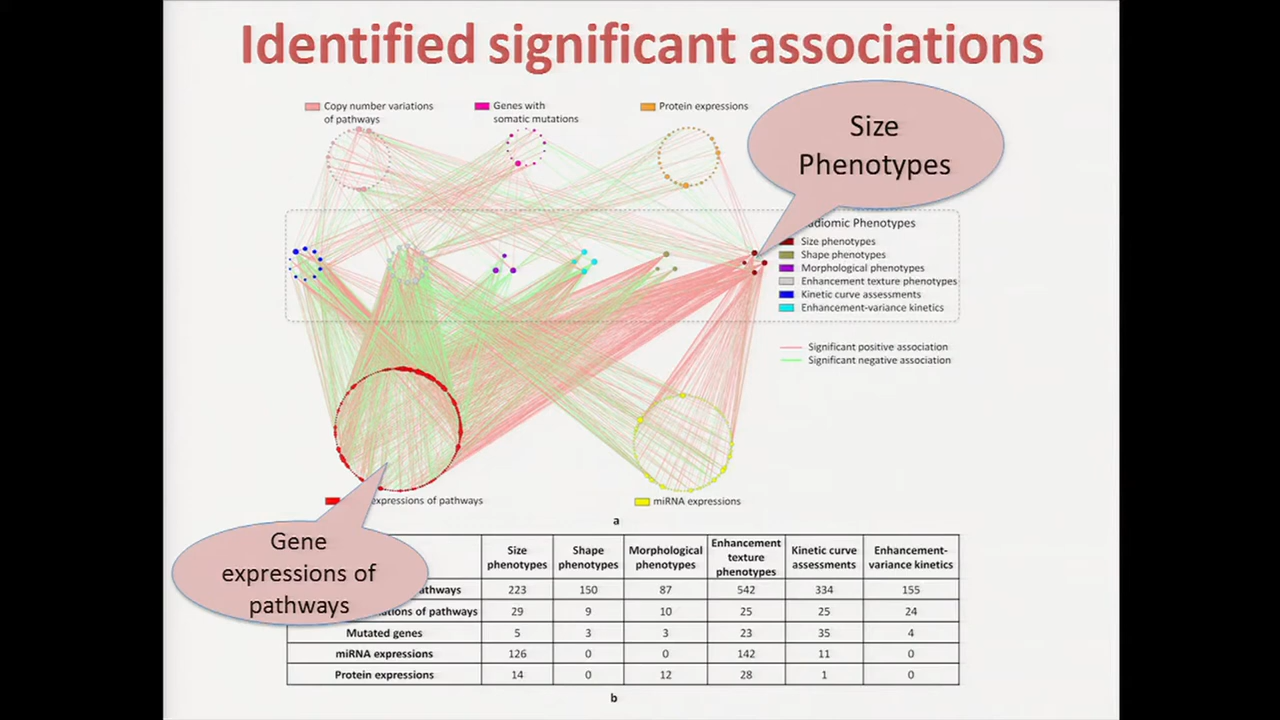 Identified significant associations
Copy number variations
of pathways
Genes with
somatic mutations
Protein expressions
Size
Phenotypes
Phenotypes
Size phenotypes
Shape phenotypes
Morphological phenotypes
Enhancement texture phenotypes
Kinetic curve assessments
Enhancement-variance kinetics
Significant positive association
Significant negative association
expressions of pathways
miRNA expressions
a
Gene
expressions of
pathways
Size
phenotypes
Shape
phenotypes
Morphological
phenotypes
Enhancement
texture
phenotypes
Kinetic curve
assessments
Enhancement-
variance kinetics
223 150 87 542 334 155
of pathways 29 9 10 25 25 24
Mutated genes 5 3 3 23 35 4
miRNA expressions 126 0 0 142 11 0
Protein expressions 14 0 12 28 1 0
b